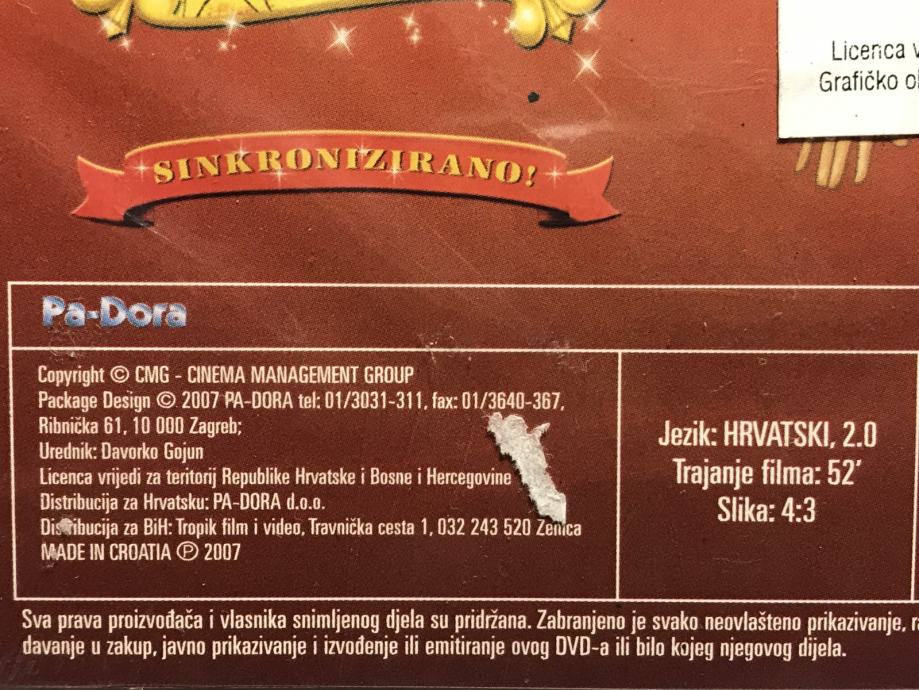 Licenca
Grafičko
SINKRONIZIRANO!
Pa-Dora
Copyright © CMG - CINEMA MANAGEMENT GROUP
Package Design © 2007 PA-DORA tel: 01/3031-311, fax: 01/3640-367,
Ribnička 61, 10 000 Zagreb;
Urednik: Davorko Gojun
Licenca vrijedi za teritorij Republike Hrvatske i Bosne i Hercegovine
Distribucija za Hrvatsku: PA-DORA d.o.o.
Distribucija za BiH: Tropik film i video, Travnička cesta 1, 032 243 520 Zenica
MADE IN CROATIA ℗ 2007
Jezik: HRVATSKI, 2.0
Trajanje filma: 52'
Slika: 4:3
Sva prava proizvođača i vlasnika snimljenog djela su pridržana. Zabranjeno je svako neovlašteno prikazivanje,
davanje u zakup, javno prikazivanje i izvođenje ili emitiranje ovog DVD-a ili bilo kojeg njegovog dijela.